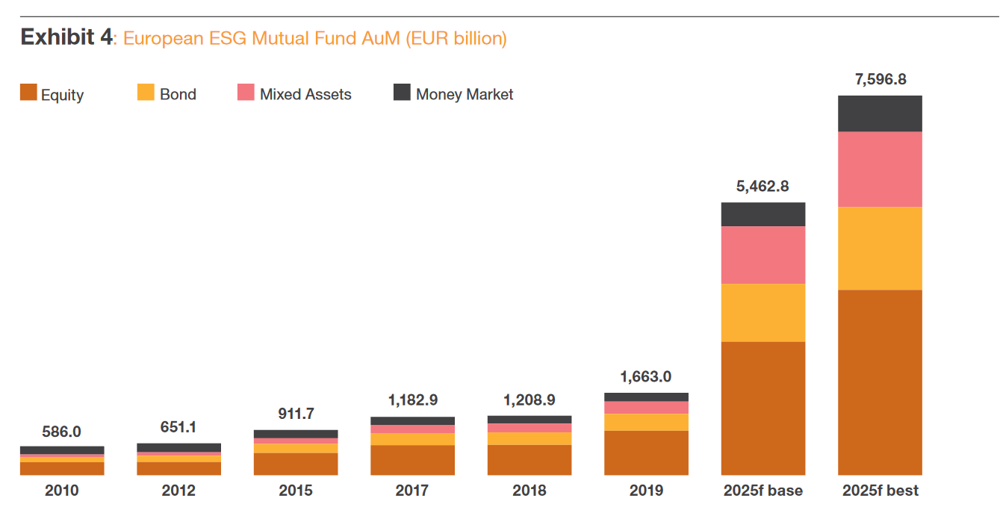 Exhibit 4: European ESG Mutual Fund AuM (EUR billion)
Equity Bond Mixed Assets Money Market
7,596.8
5,462.8
1,663.0
1,182.9 1,208.9
911.7
586.0 651.1
2010 2012 2015 2017 2018 2019 2025f base 2025f best